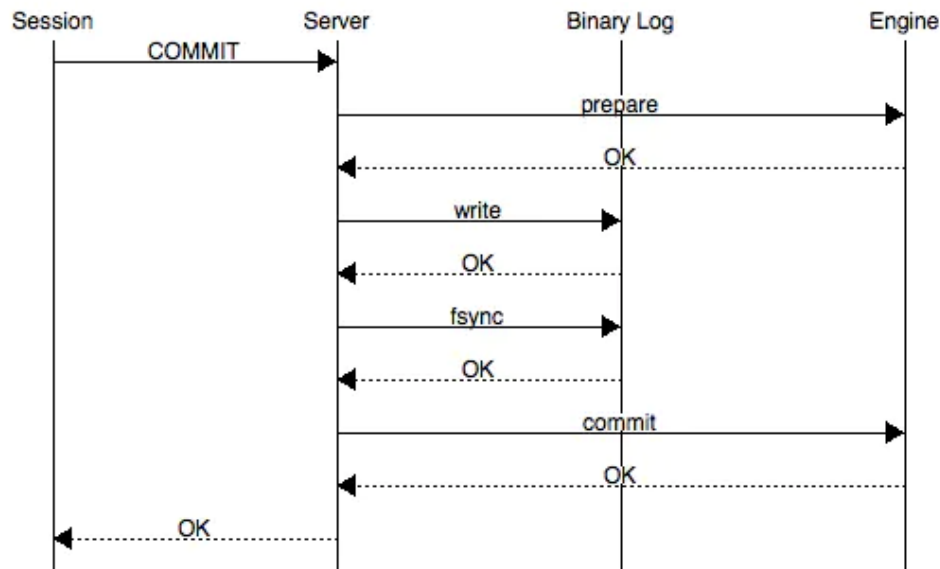 Session Server Binary Log Engine
COMMIT
prepare
OK
write
OK
fsync
OK
commit
OK
OK